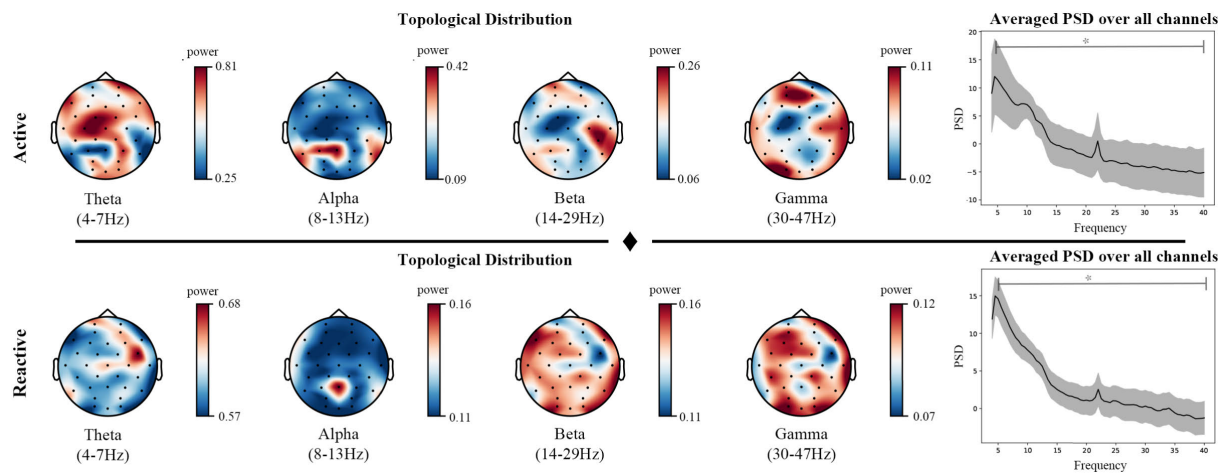 Topological Distribution
Averaged PSD over all channels
Active
power
0.81
0.25
power
0.42
0.09
power
0.26
0.06
power
0.11
0.02
Theta
(4-7Hz)
Alpha
(8-13Hz)
Beta
(14-29Hz)
Gamma
(30-47Hz)
PSD
20
15
10
5
0
−5
−10
*
5 10 15 20 25 30 35 40
Frequency
Topological Distribution
Averaged PSD over all channels
Reactive
power
0.68
0.57
power
0.16
0.11
power
0.16
0.11
power
0.12
0.07
Theta
(4-7Hz)
Alpha
(8-13Hz)
Beta
(14-29Hz)
Gamma
(30-47Hz)
PSD
15
10
5
0
*
5 10 15 20 25 30 35 40
Frequency